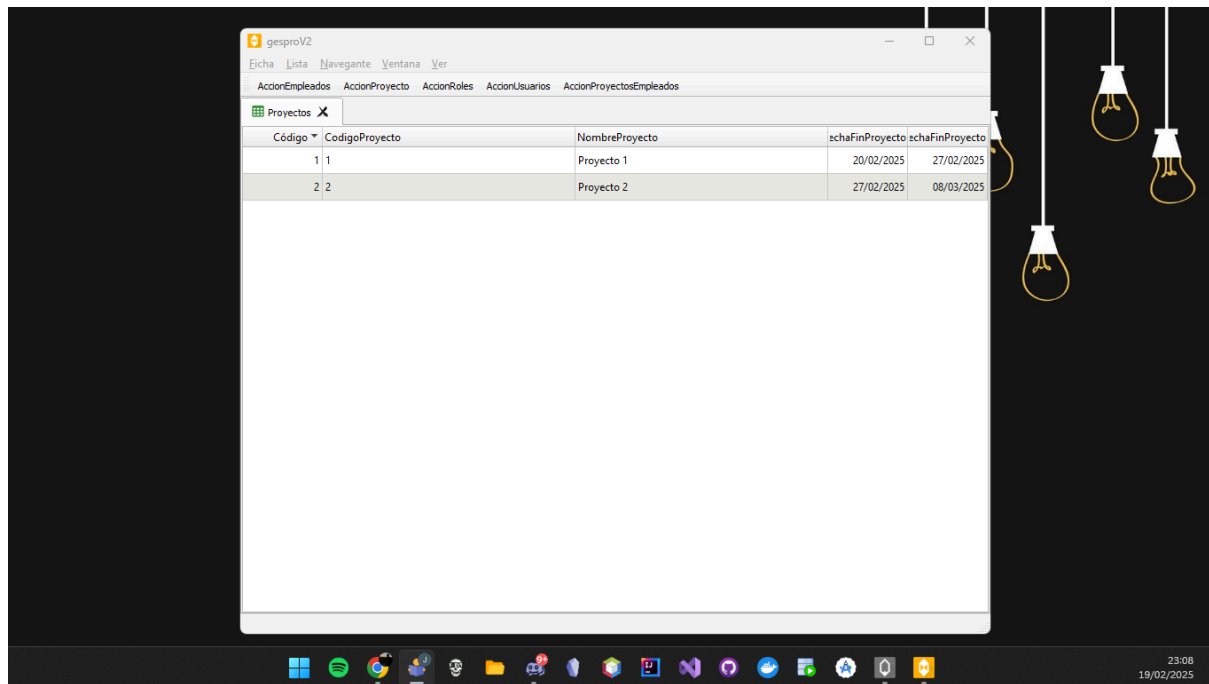 gesproV2
Ficha Lista Navegante Ventana Ver
AccionEmpleados AccionProyecto AccionRoles AccionUsuarios AccionProyectosEmpleados
Proyectos
Código CodigoProyecto NombreProyecto echaFinProyecto echaFinProyecto
1 1 Proyecto 1 20/02/2025 27/02/2025
2 2 Proyecto 2 27/02/2025 08/03/2025
J 9+ IJ
23:08
19/02/2025